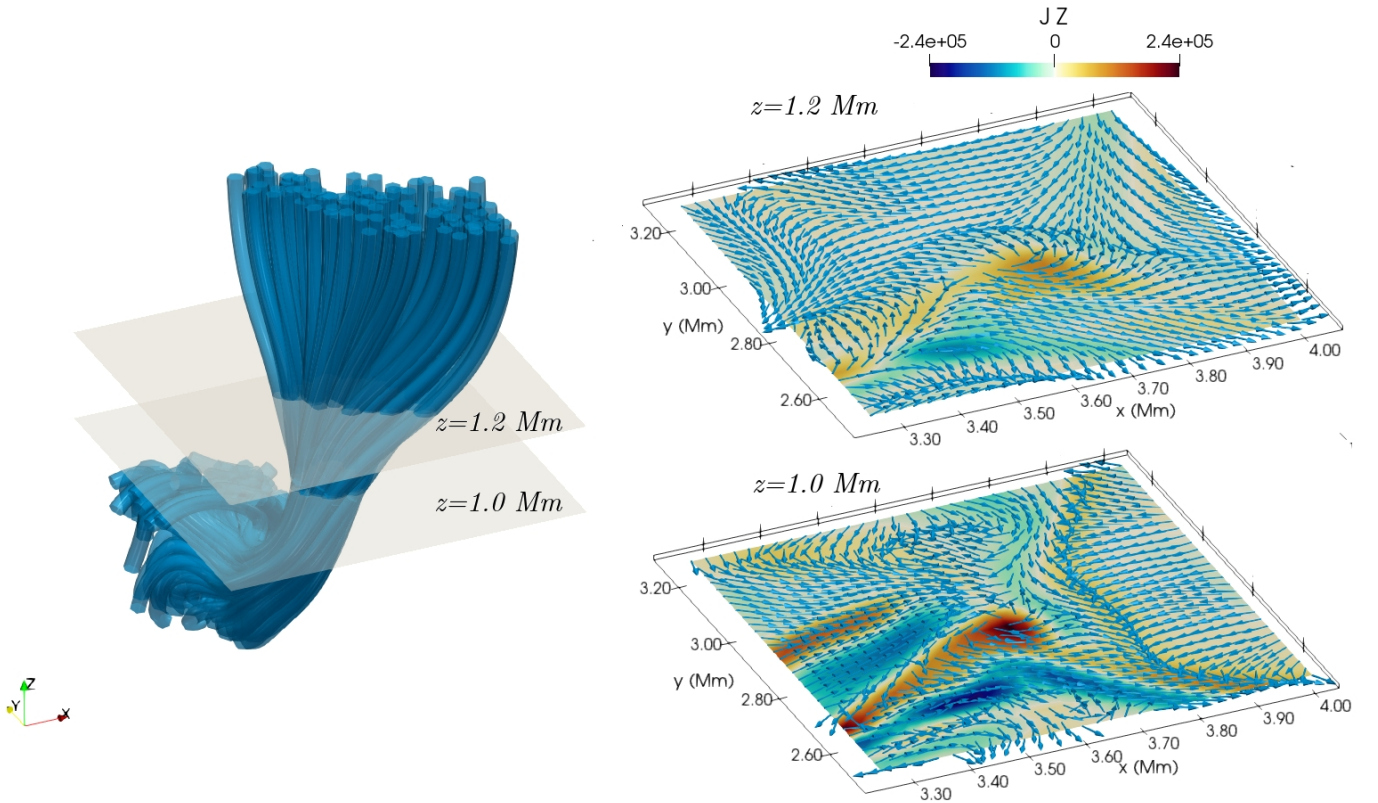 J Z
-2.4e+05 0 2.4e+05
z=1.2 Mm
3.20
3.00
y (Mm)
2.80
2.60
3.30 3.40 3.50 3.60 3.70 3.80 3.90 4.00
x (Mm)
z=1.2 Mm
z=1.0 Mm
z=1.0 Mm
3.20
3.00
y (Mm)
2.80
2.60
3.30 3.40 3.50 3.60 3.70 3.80 3.90 4.00
x (Mm)
Z
Y
X